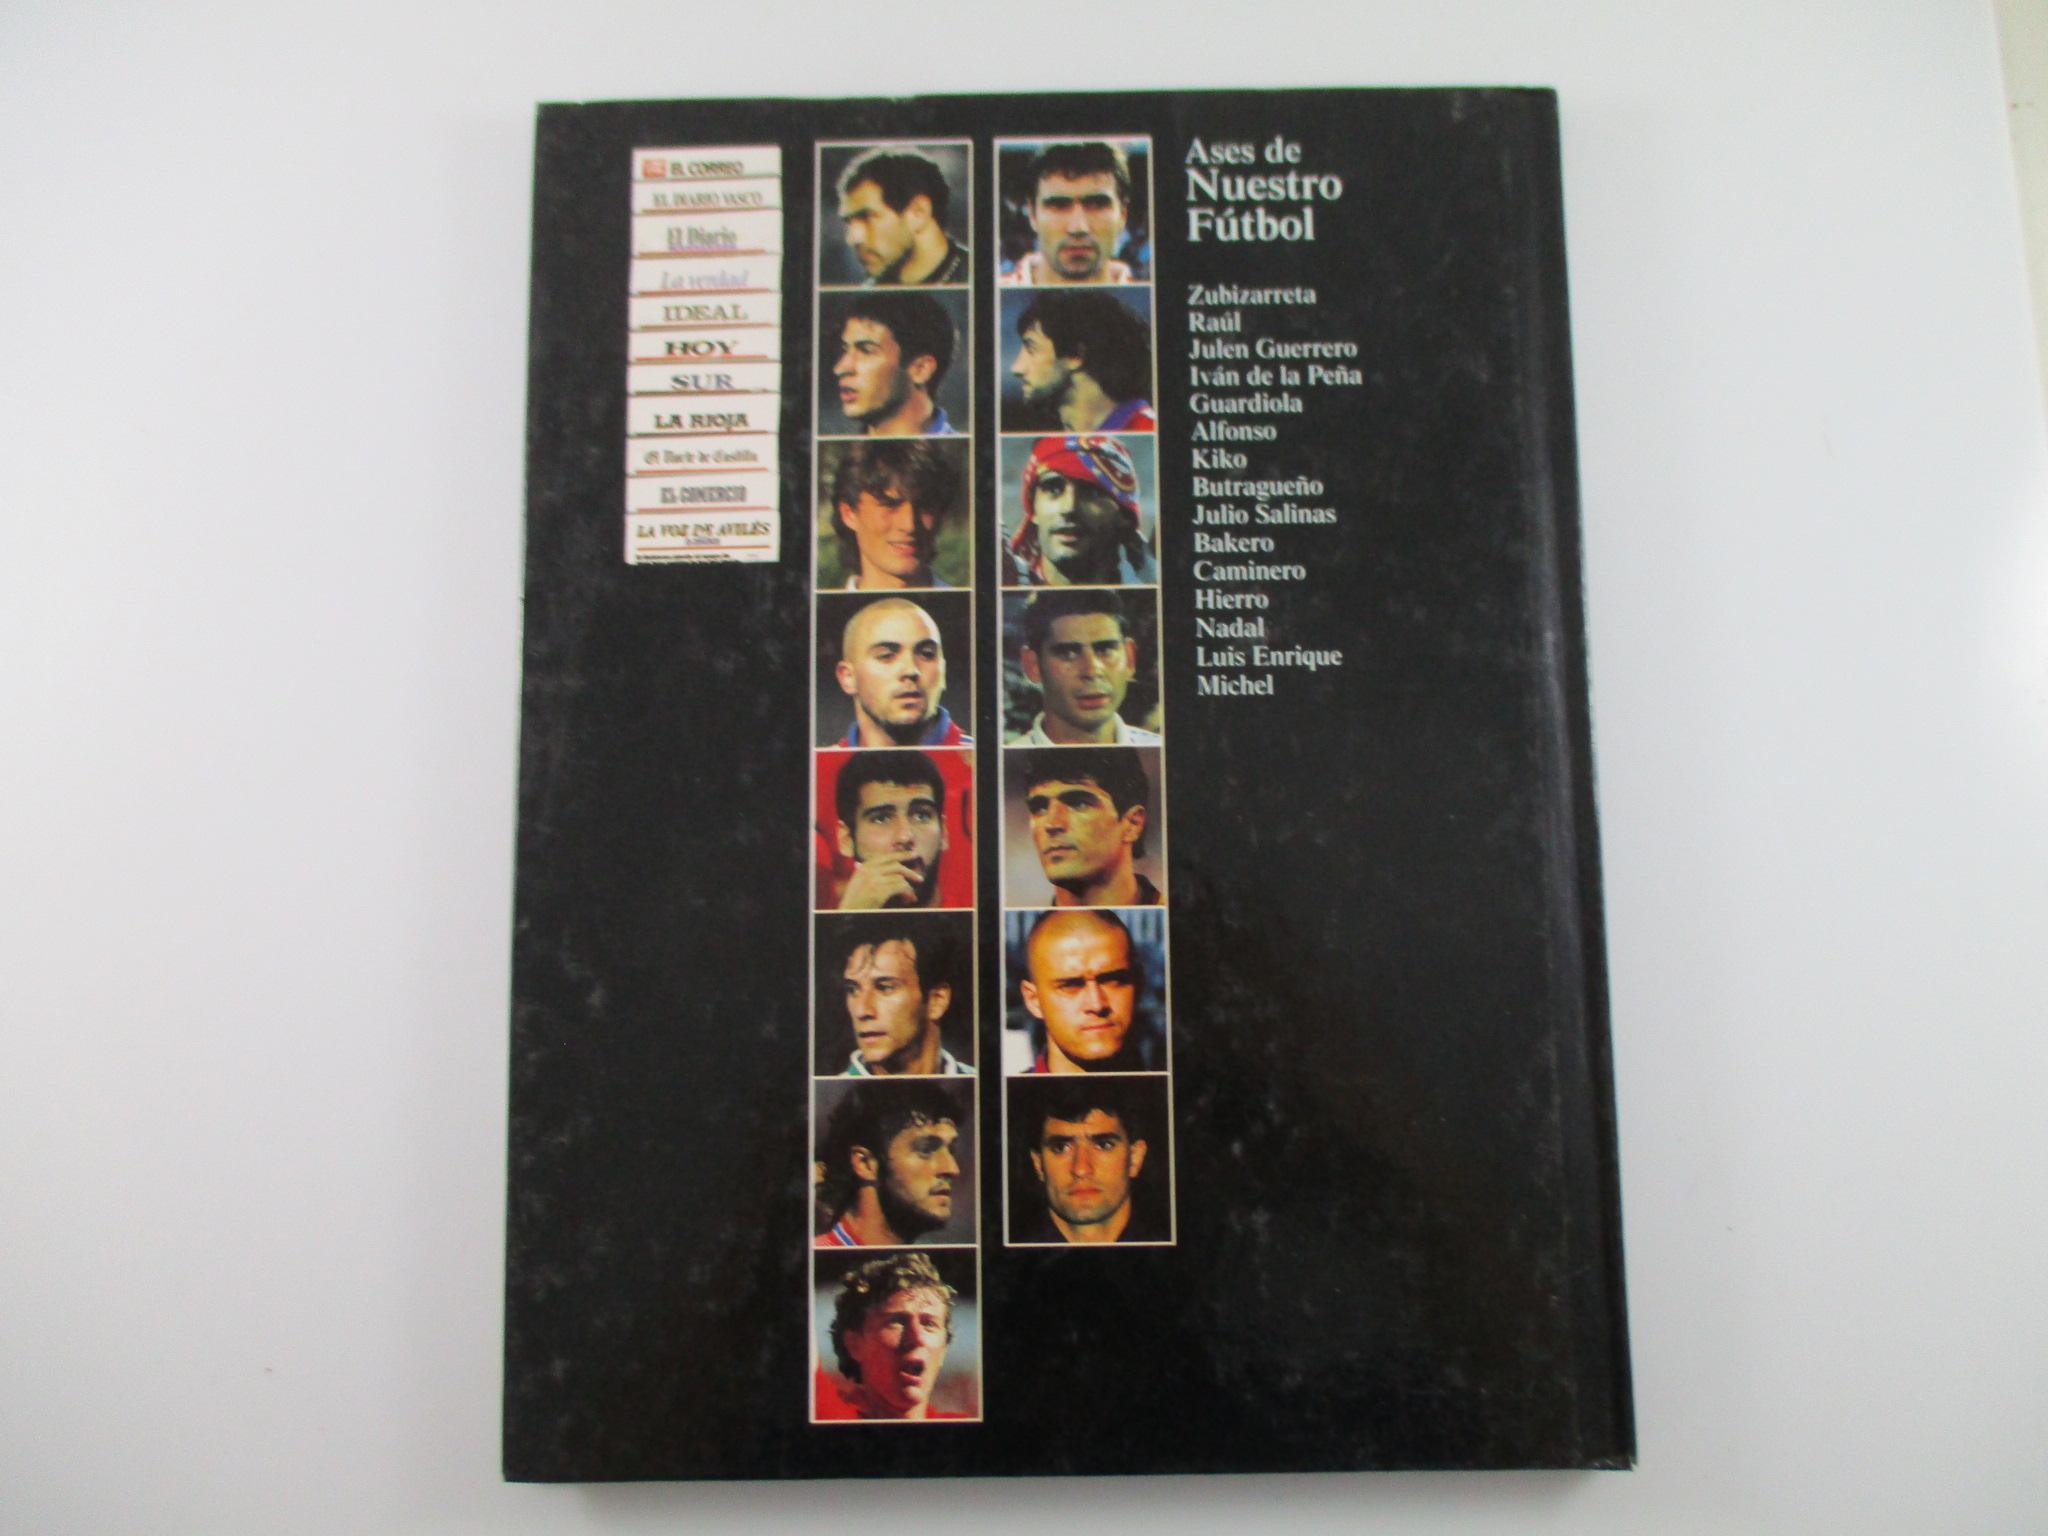 EL CORREO
EL DIARIO VASCO
El Diario
La verdad
IDEAL
HOY
SUR
LA RIOJA
El Norte de Castilla
EL COMERCIO
LA VOZ DE AVILÉS
Ases de
Nuestro
Fútbol
Zubizarreta
Raúl
Julen Guerrero
Iván de la Peña
Guardiola
Alfonso
Kiko
Butragueño
Julio Salinas
Bakero
Caminero
Hierro
Nadal
Luis Enrique
Michel